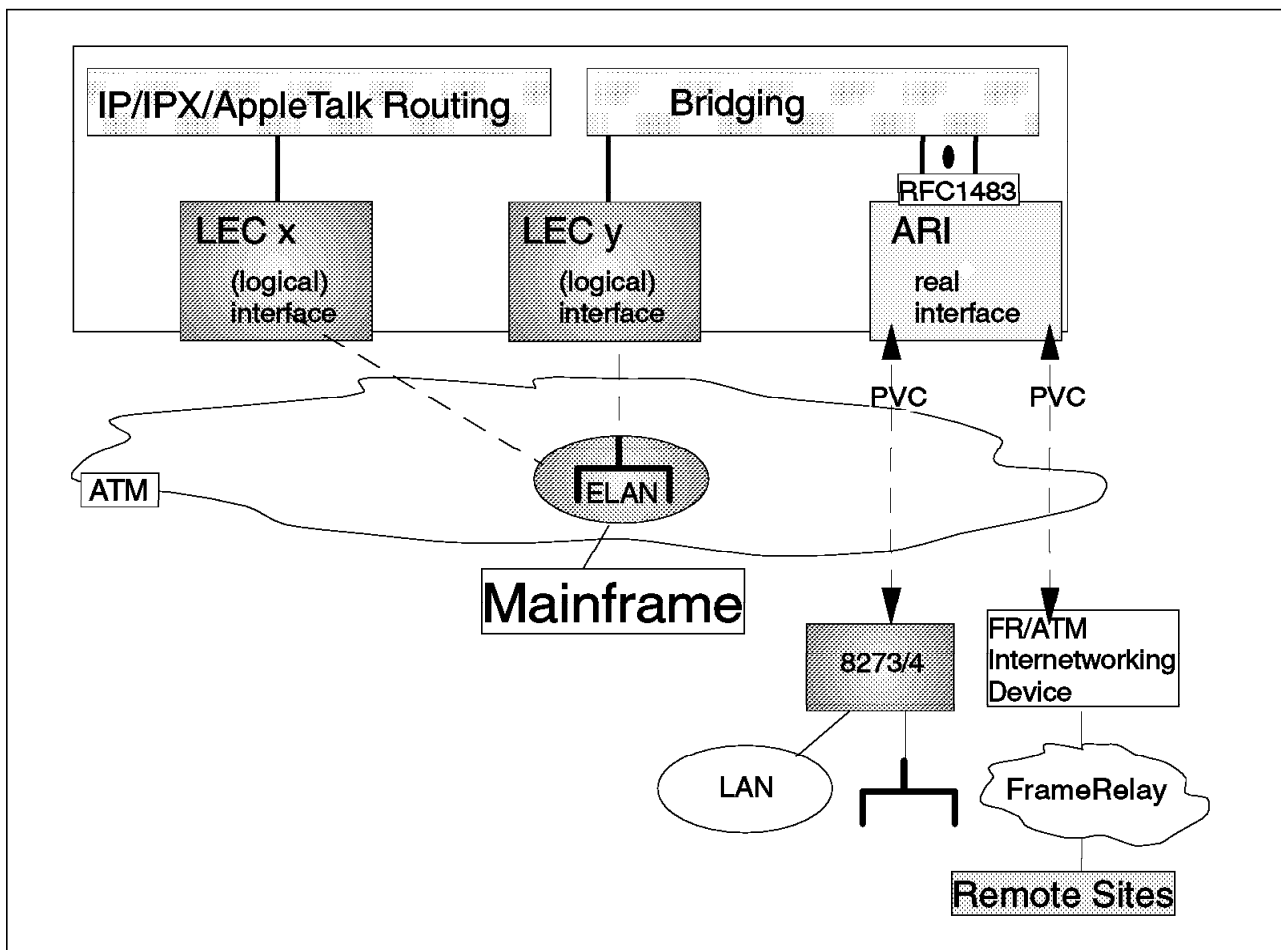 IP/IPX/AppleTalk Routing
Bridging
RFC1483
LEC x
(logical)
interface
LEC y
(logical)
interface
ARI
real
interface
PVC
PVC
ATM
ELAN
Mainframe
8273/4
FR/ATM
Internetworking
Device
LAN
FrameRelay
Remote Sites